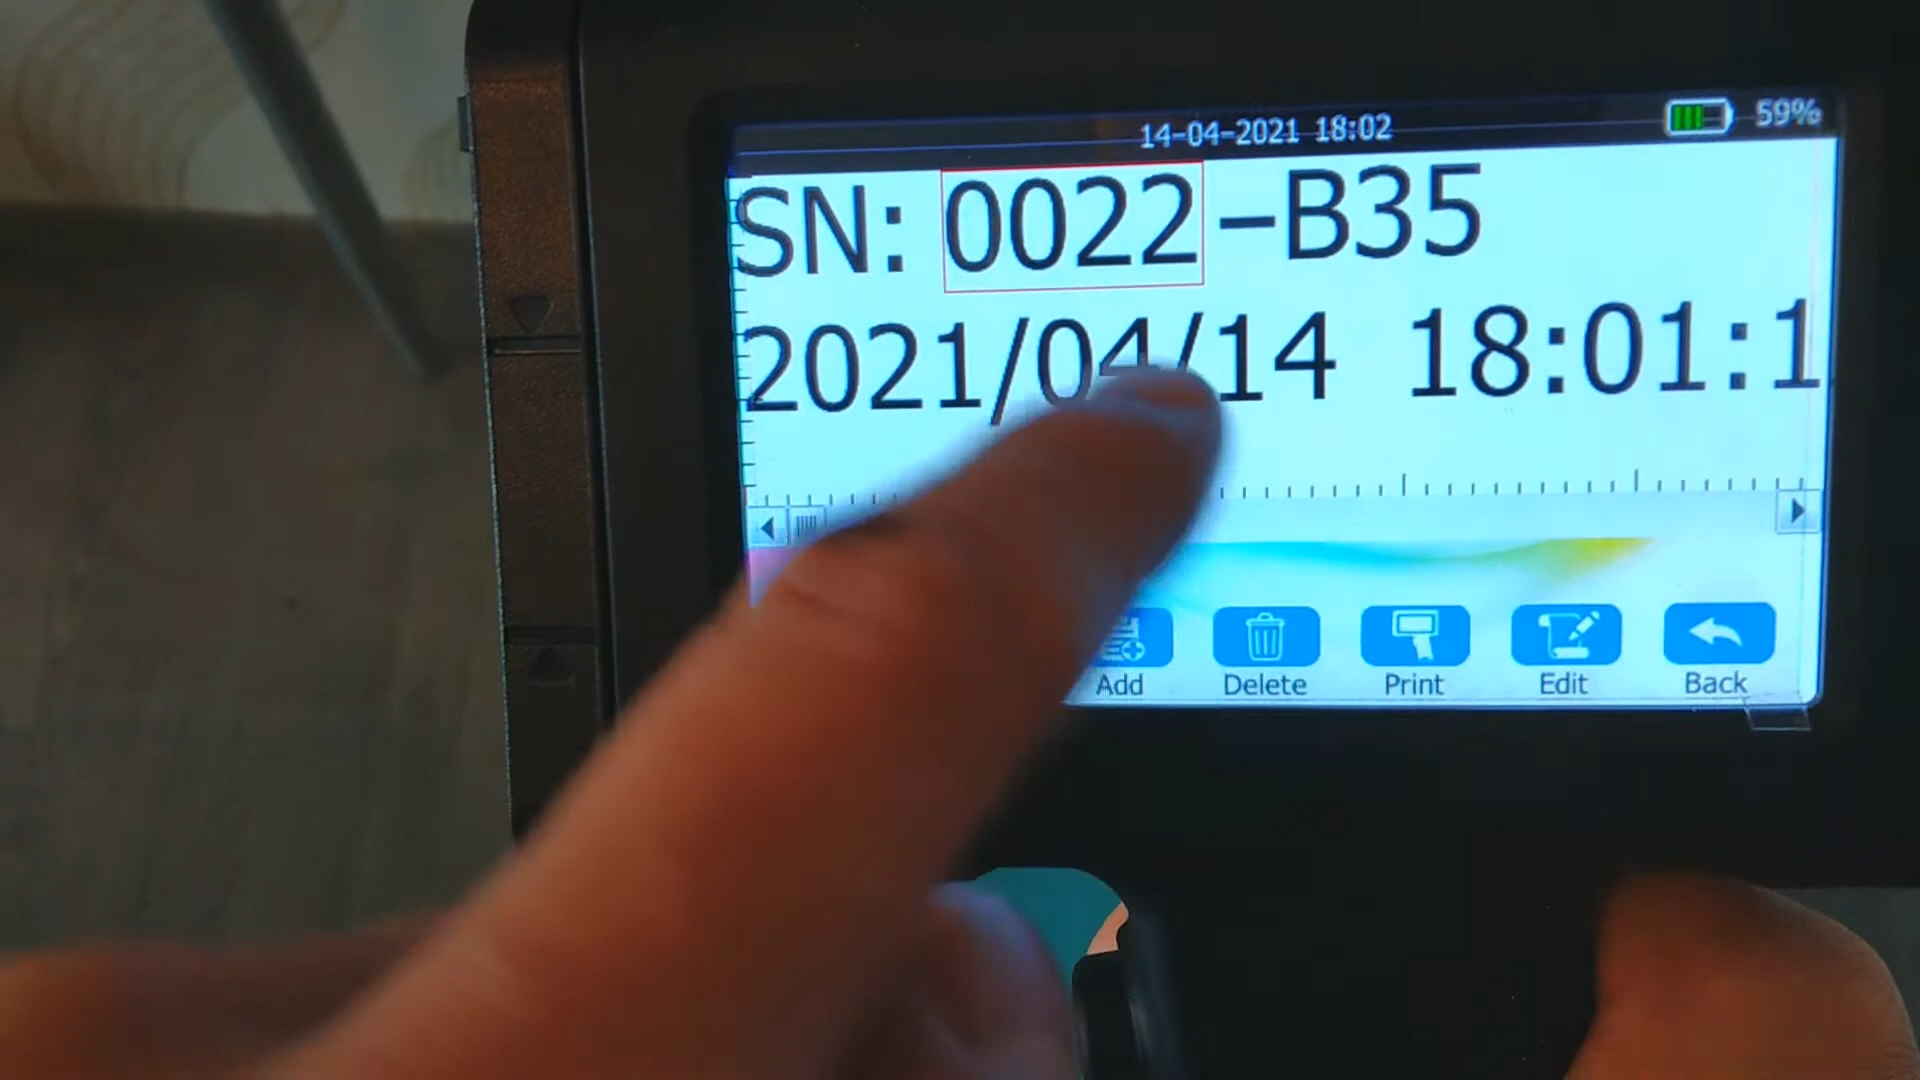 14-04-2021 18:02
59%
SN: 0022-B35
2021/04/14 18:01:1
Add
Delete
Print
Edit
Back